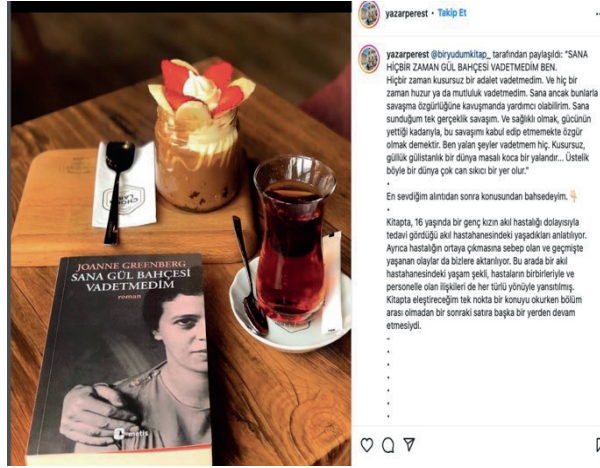 yazarperest • Takip Et
yazarperest @biryudumkitap_ tarafından paylaşıldı: "SANA
HİÇBİR ZAMAN GÜL BAHÇESİ VADETMEDİM BEN.
Hiçbir zaman kusursuz bir adalet vadetmedim. Ve hiç bir
zaman huzur ya da mutluluk vadetmedim. Sana ancak bunlarla
savaşma özgürlüğüne kavuşmanda yardımcı olabilirim. Sana
sunduğum tek gerçeklik savaşım. Ve sağlıklı olmak, gücünün
yettiği kadarıyla, bu savaşımı kabul edip etmemekte özgür
olmak demektir. Ben yalan şeyler vadetmem hiç. Kusursuz,
güllük gülistanlık bir dünya masalı koca bir yalandır... Üstelik
böyle bir dünya çok can sıkıcı bir yer olur."
.
En sevdiğim alıntıdan sonra konusundan bahsedeyim. 👇
.
Kitapta, 16 yaşında bir genç kızın akıl hastalığı dolayısıyla
tedavi gördüğü akıl hastahanesindeki yaşadıkları anlatılıyor.
Ayrıca hastalığın ortaya çıkmasına sebep olan ve geçmişte
yaşanan olaylar da bizlere aktarılıyor. Bu arada bir akıl
hastahanesindeki yaşam şekli, hastaların birbirleriyle ve
personelle olan ilişkileri de her türlü yönüyle yansıtılmış.
Kitapta eleştireceğim tek nokta bir konuyu okurken bölüm
arası olmadan bir sonraki satıra başka bir yerden devam
etmesiydi.
JOANNE GREENBERG
SANA GÜL BAHÇESİ
VADETMEDİM
roman
metis